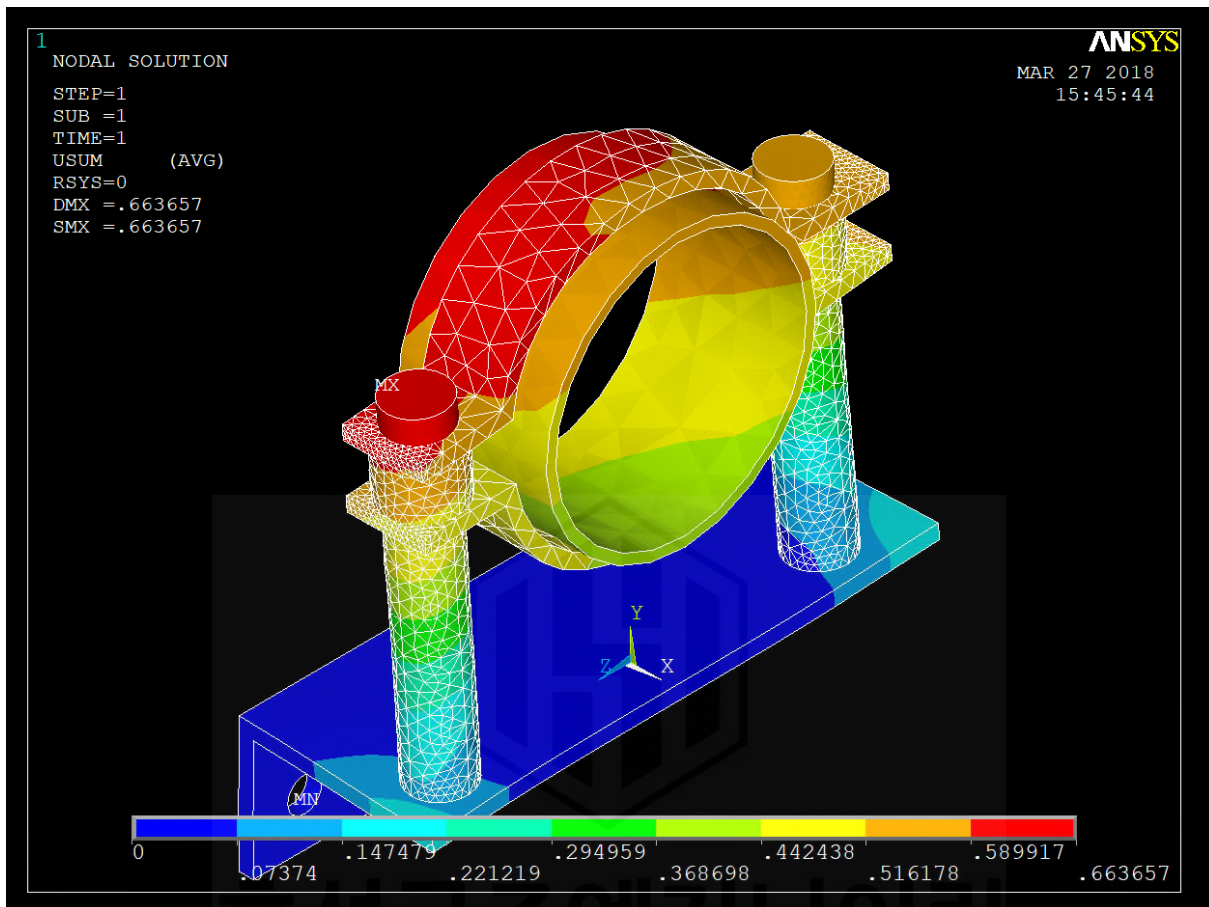 1
ANSYS
NODAL SOLUTION
MAR 27 2018
15:45:44
STEP=1
SUB =1
TIME=1
USUM (AVG)
RSYS=0
DMX =.663657
SMX =.663657
MX
Y
Z X
MN
0 .147479 .294959 .442438 .589917
.07374 .221219 .368698 .516178 .663657